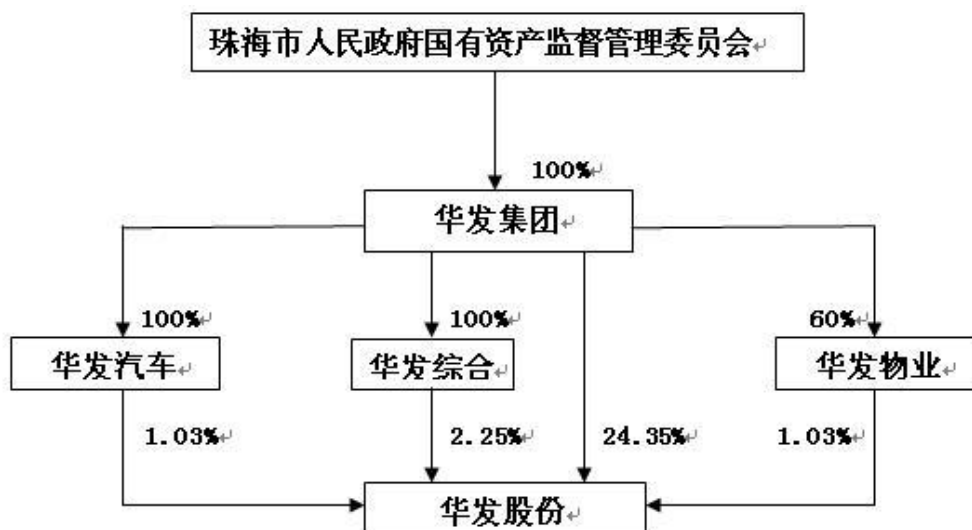 珠海市人民政府国有资产监督管理委员会
100%
华发集团
100%
100%
60%
华发汽车
华发综合
华发物业
1.03%
2.25%
24.35%
1.03%
华发股份